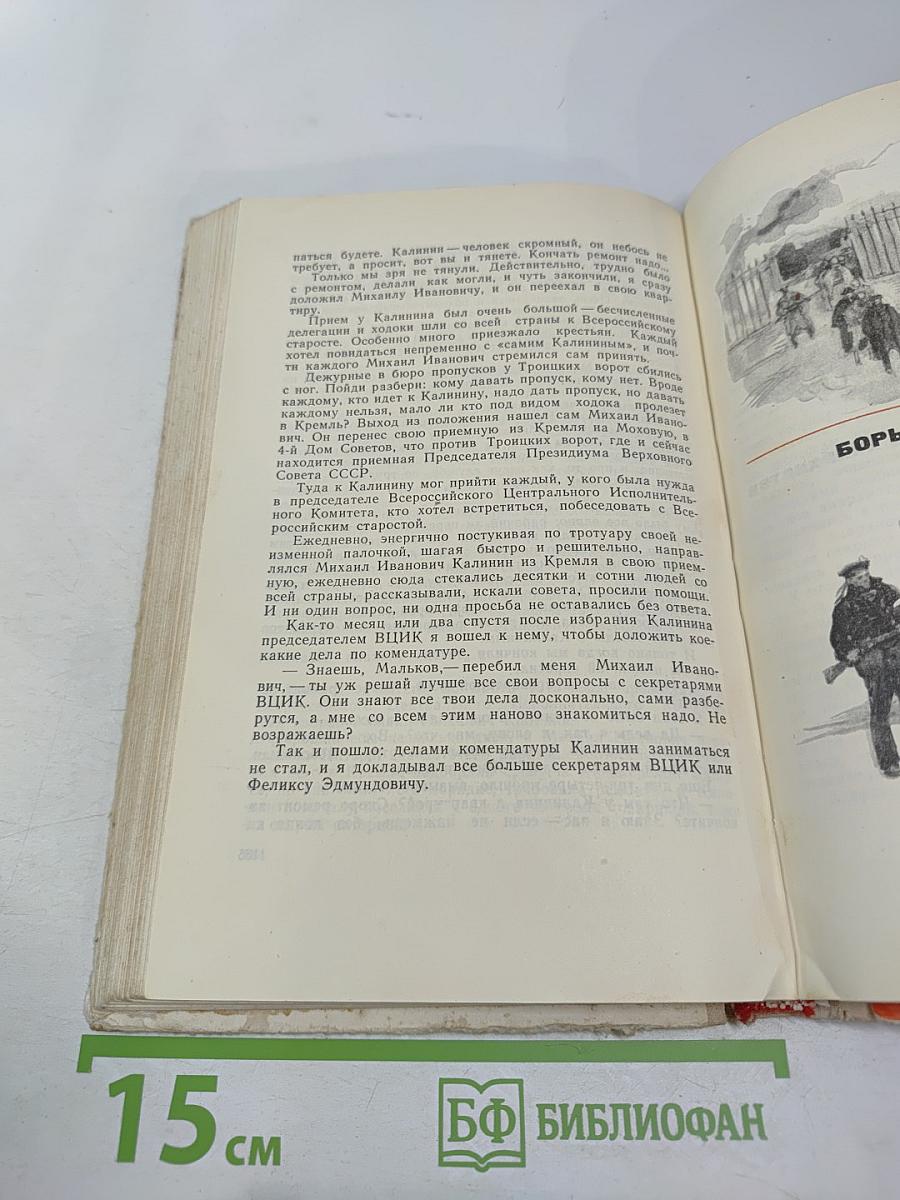 паться будете. Калинин — человек скромный, он небось не
требует, а просит, вот вы и тянете. Кончать ремонт надо...
Только мы зря не тянули. Действительно, трудно было
с ремонтом, делали как могли, и чуть закончили, я сразу
доложил Михаилу Ивановичу, и он переехал в свою квар-
тиру.
Прием у Калинина был очень большой — бесчисленные
делегации и ходоки шли со всей страны к Всероссийскому
старосте. Особенно много приезжало крестьян. Каждый
хотел повидаться непременно с «самим Калининым», и поч-
ти каждого Михаил Иванович стремился сам принять.
Дежурные в бюро пропусков у Троицких ворот сбились
с ног. Пойди разбери: кому давать пропуск, кому нет. Вроде
каждому, кто идет к Калинину, надо дать пропуск, но давать
каждому нельзя, мало ли кто под видом ходока пролезет
в Кремль? Выход из положения нашел сам Михаил Ивано-
вич. Он перенес свою приемную из Кремля на Моховую, в
4-й Дом Советов, что против Троицких ворот, где и сейчас
находится приемная Председателя Президиума Верховного
Совета СССР.
Туда к Калинину мог прийти каждый, у кого была нужда
в председателе Всероссийского Центрального Исполнитель-
ного Комитета, кто хотел встретиться, побеседовать с Все-
российским старостой.
Ежедневно, энергично постукивая по тротуару своей не-
изменной палочкой, шагая быстро и решительно, направ-
лялся Михаил Иванович Калинин из Кремля в свою прием-
ную, ежедневно сюда стекались десятки и сотни людей со
всей страны, рассказывали, искали совета, просили помощи.
И ни один вопрос, ни одна просьба не оставались без ответа.
Как-то месяц или два спустя после избрания Калинина
председателем ВЦИК я вошел к нему, чтобы доложить кое-
какие дела по комендатуре.
— Знаешь, Мальков,— перебил меня Михаил Ивано-
вич, — ты уж решай лучше все свои вопросы с секретарями
ВЦИК. Они знают все твои дела досконально, сами разбе-
рутся, а мне со всем этим наново знакомиться надо. Не
возражаешь?
Так и пошло: делами комендатуры Калинин заниматься
не стал, и я докладывал все больше секретарям ВЦИК или
Феликсу Эдмундовичу.
БОРЬ
15 см
БФ БИБЛИОФАН